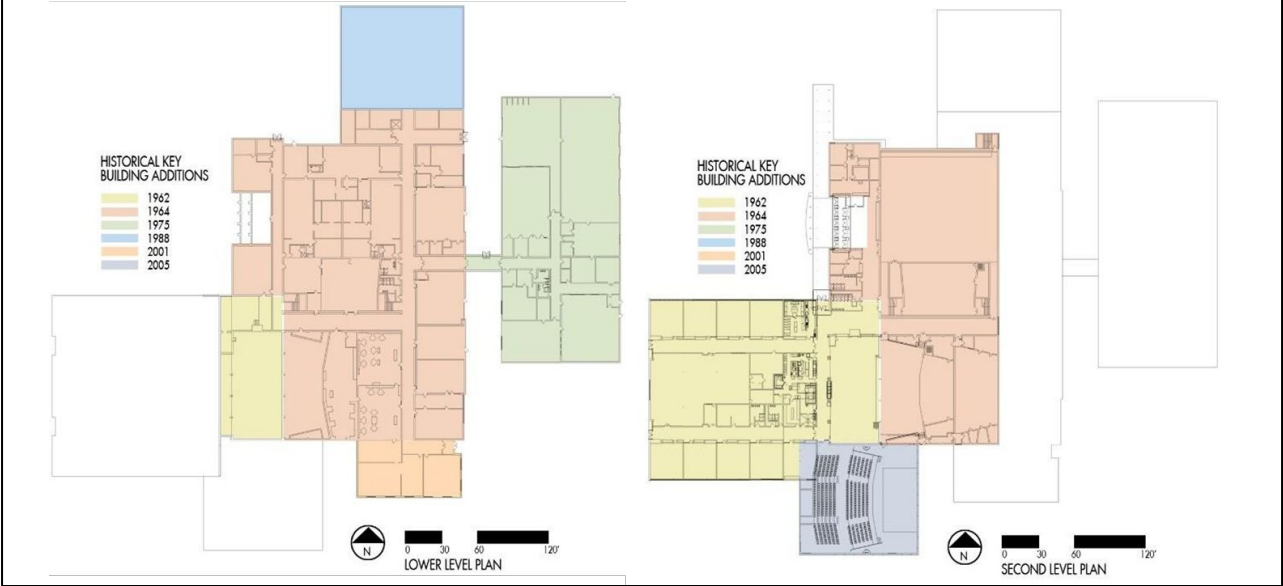 HISTORICAL KEY
BUILDING ADDITIONS
1962
1964
1975
1988
2001
2005
N
0 30 60 120'
LOWER LEVEL PLAN
HISTORICAL KEY
BUILDING ADDITIONS
1962
1964
1975
1988
2001
2005
N
0 30 60 120'
SECOND LEVEL PLAN